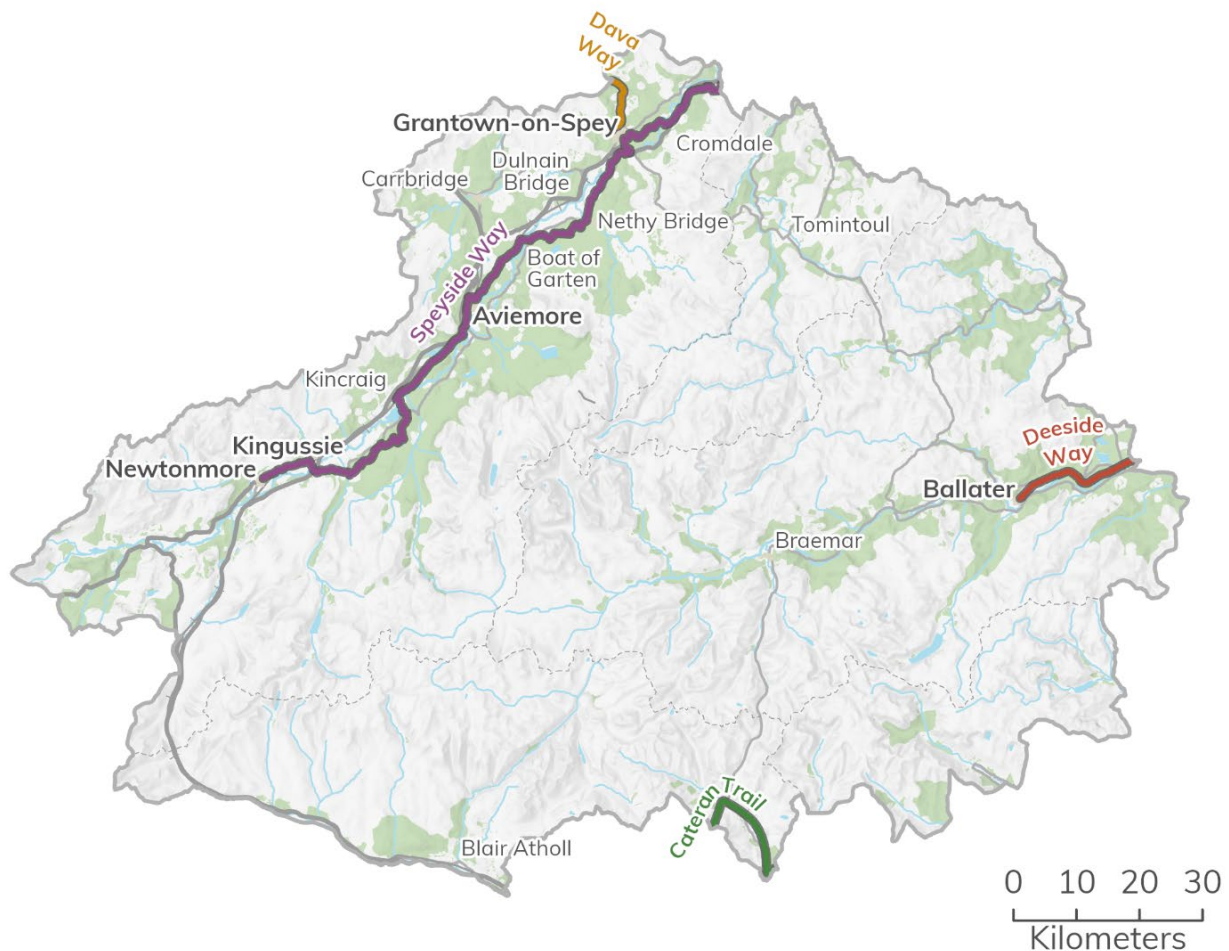 Dava
Way
Grantown-on-Spey
Cromdale
Dulnain
Bridge
Carrbridge
Nethy Bridge
Tomintoul
Speyside Way
Boat of
Garten
Aviemore
Kincraig
Kingussie
Newtonmore
Deeside
Way
Ballater
Braemar
Cateran Trail
Blair Atholl
0 10 20 30
Kilometers